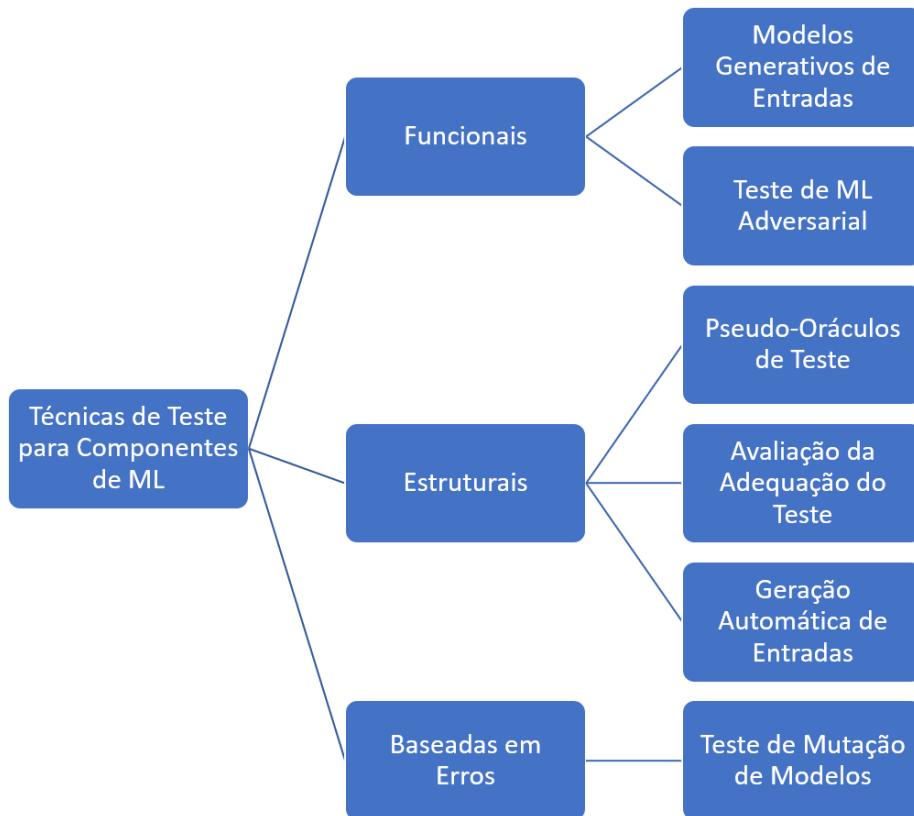 Técnicas de Teste
para Componentes
de ML
Funcionais
Modelos
Generativos de
Entradas
Teste de ML
Adversarial
Estruturais
Pseudo-Oráculos
de Teste
Avaliação da
Adequação do
Teste
Geração
Automática de
Entradas
Baseadas em
Erros
Teste de Mutação
de Modelos